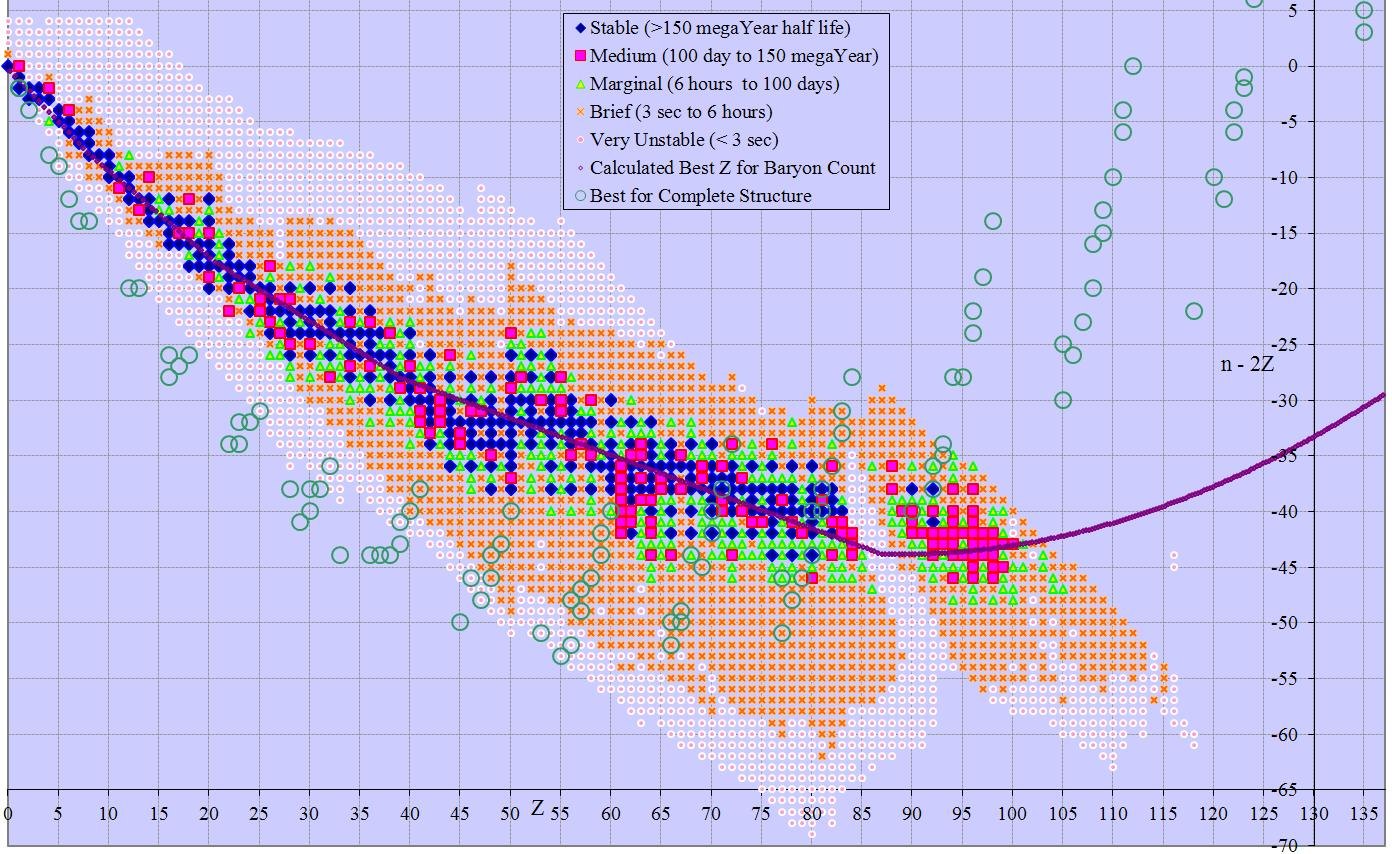 Stable (>150 megaYear half life)
Medium (100 day to 150 megaYear)
Marginal (6 hours to 100 days)
Brief (3 sec to 6 hours)
Very Unstable (< 3 sec)
Calculated Best Z for Baryon Count
Best for Complete Structure
5
0
-5
-10
-15
-20
-25
n - 2Z
-30
-35
-40
-45
-50
-55
-60
-65
0 5 10 15 20 25 30 35 40 45 50 Z 55 60 65 70 75 80 85 90 95 100 105 110 115 120 125 130 135
-70